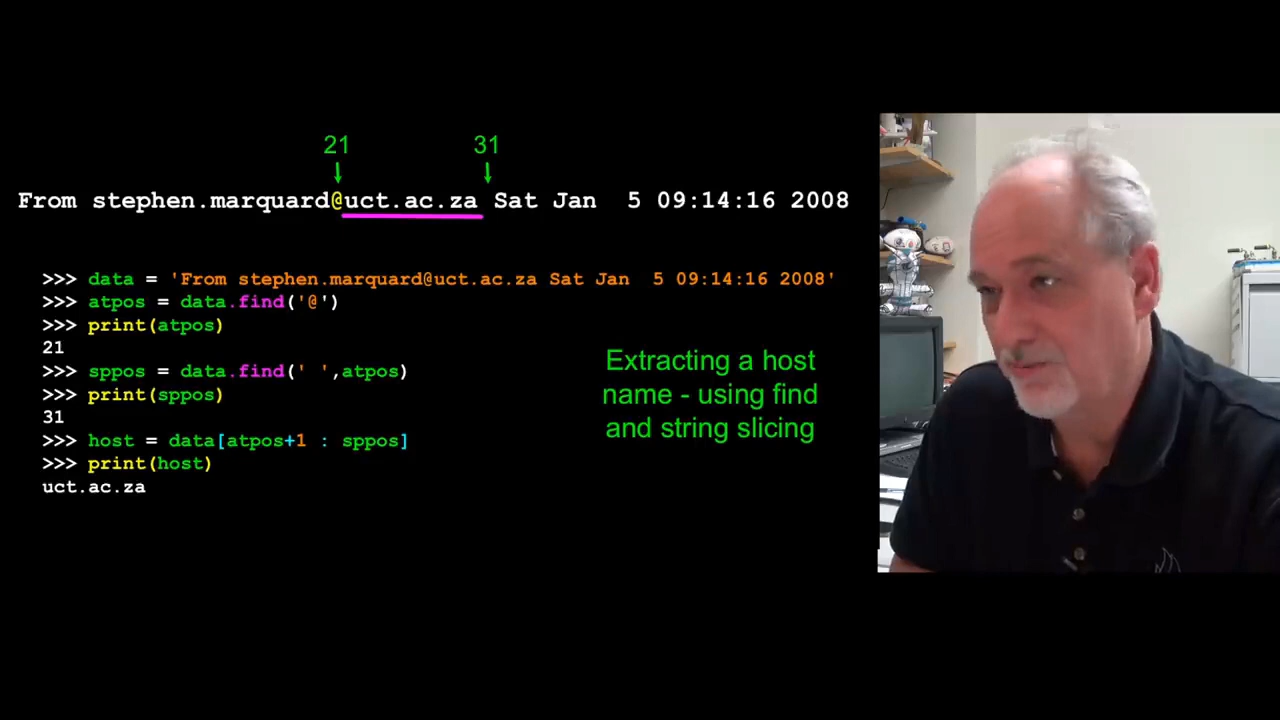 21 31
From stephen.marquard@uct.ac.za Sat Jan  5 09:14:16 2008
>>> data = 'From stephen.marquard@uct.ac.za Sat Jan  5 09:14:16 2008'
>>> atpos = data.find('@')
>>> print(atpos)
21
>>> sppos = data.find(' ',atpos)
>>> print(sppos)
31
>>> host = data[atpos+1 : sppos]
>>> print(host)
uct.ac.za
Extracting a host
name - using find
and string slicing